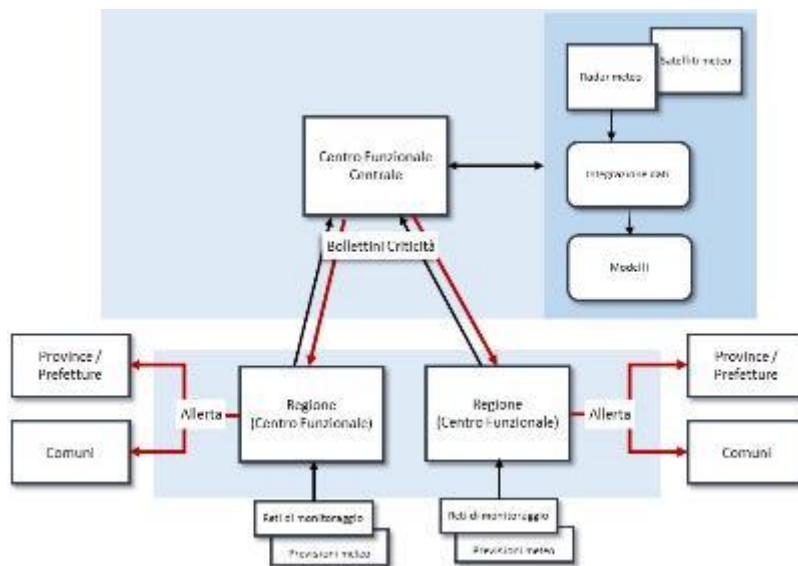 Satelliti meteo
Radar meteo
Centro Funzionale
Centrale
Integrazione dati
Bollettini Criticità
Modelli
Province /
Prefetture
Province /
Prefetture
Regione
(Centro Funzionale)
Regione
(Centro Funzionale)
Allerta
Allerta
Comuni
Comuni
Reti di monitoraggio
Reti di monitoraggio
Previsioni meteo
Previsioni meteo